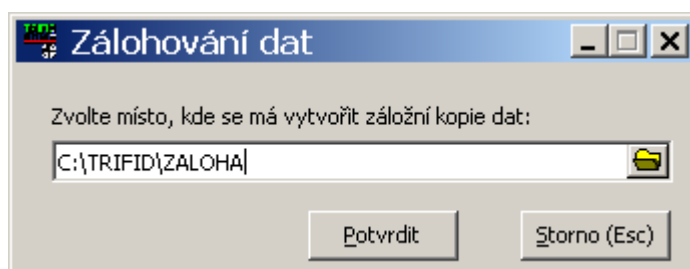 Zálohování dat
Zvolte místo, kde se má vytvořit záložní kopie dat:
C:\TRIFID\ZALOHA
Potvrdit Storno (Esc)